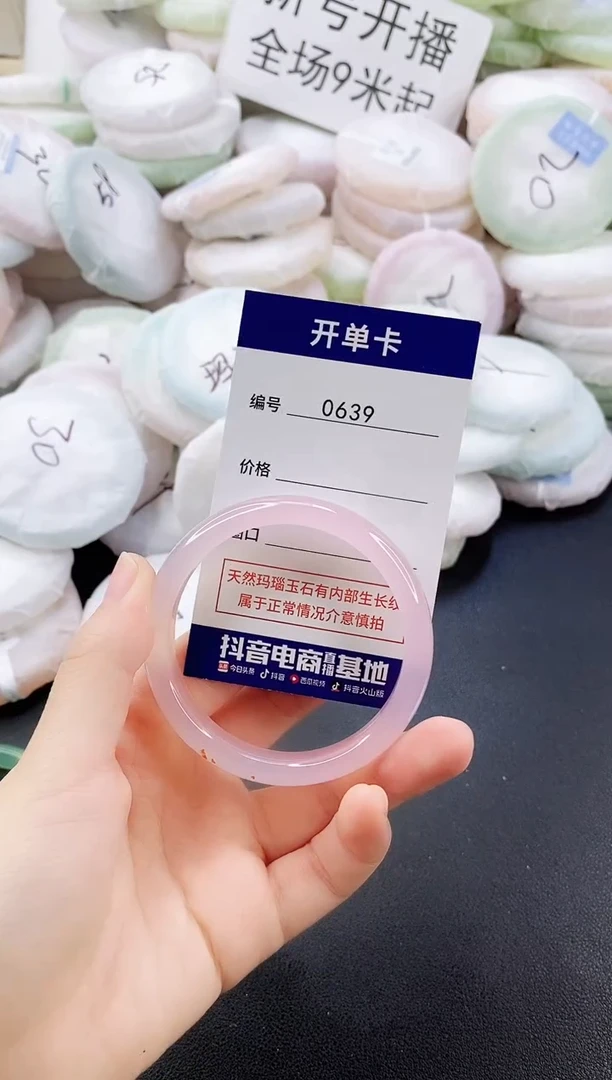 新号开播
全场9米起
20
30
开单卡
编号 0639
价格
口
天然玛瑙玉石有内部生长纹
属于正常情况介意慎拍
抖音电商直播基地
今日头条 抖音 西瓜视频 抖音火山版